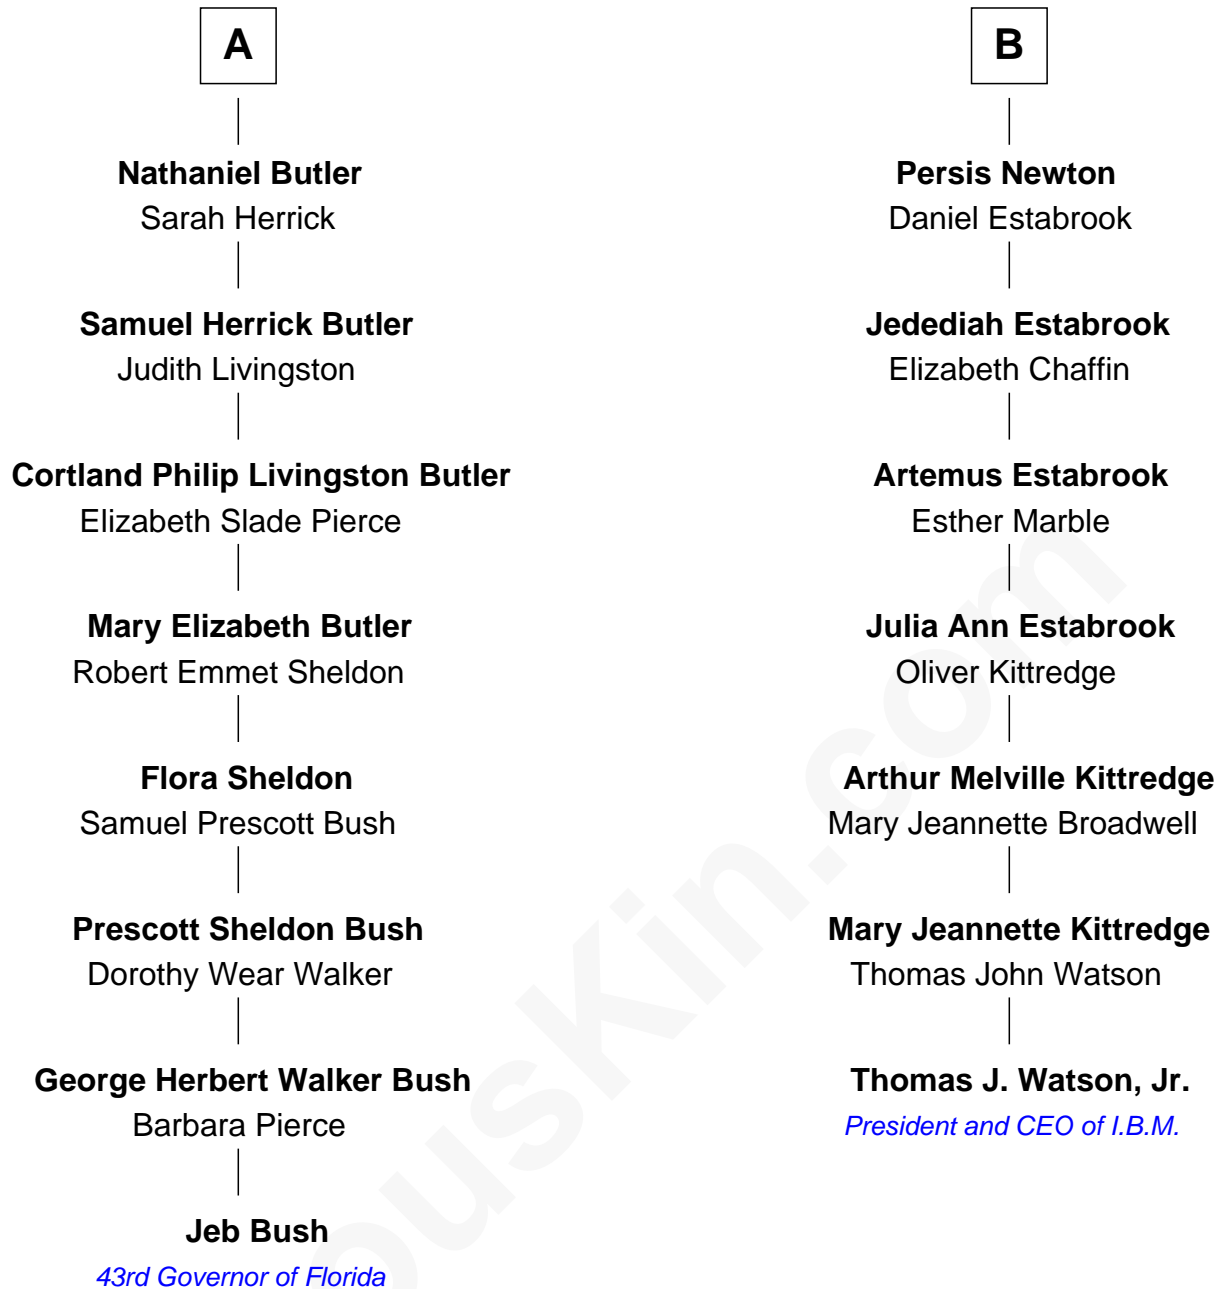 A
Nathaniel Butler
Sarah Herrick
Samuel Herrick Butler
Judith Livingston
Cortland Philip Livingston Butler
Elizabeth Slade Pierce
Mary Elizabeth Butler
Robert Emmet Sheldon
Flora Sheldon
Samuel Prescott Bush
Prescott Sheldon Bush
Dorothy Wear Walker
George Herbert Walker Bush
Barbara Pierce
Jeb Bush
43rd Governor of Florida
B
Persis Newton
Daniel Estabrook
Jedediah Estabrook
Elizabeth Chaffin
Artemus Estabrook
Esther Marble
Julia Ann Estabrook
Oliver Kittredge
Arthur Melville Kittredge
Mary Jeannette Broadwell
Mary Jeannette Kittredge
Thomas John Watson
Thomas J. Watson, Jr.
President and CEO of I.B.M.